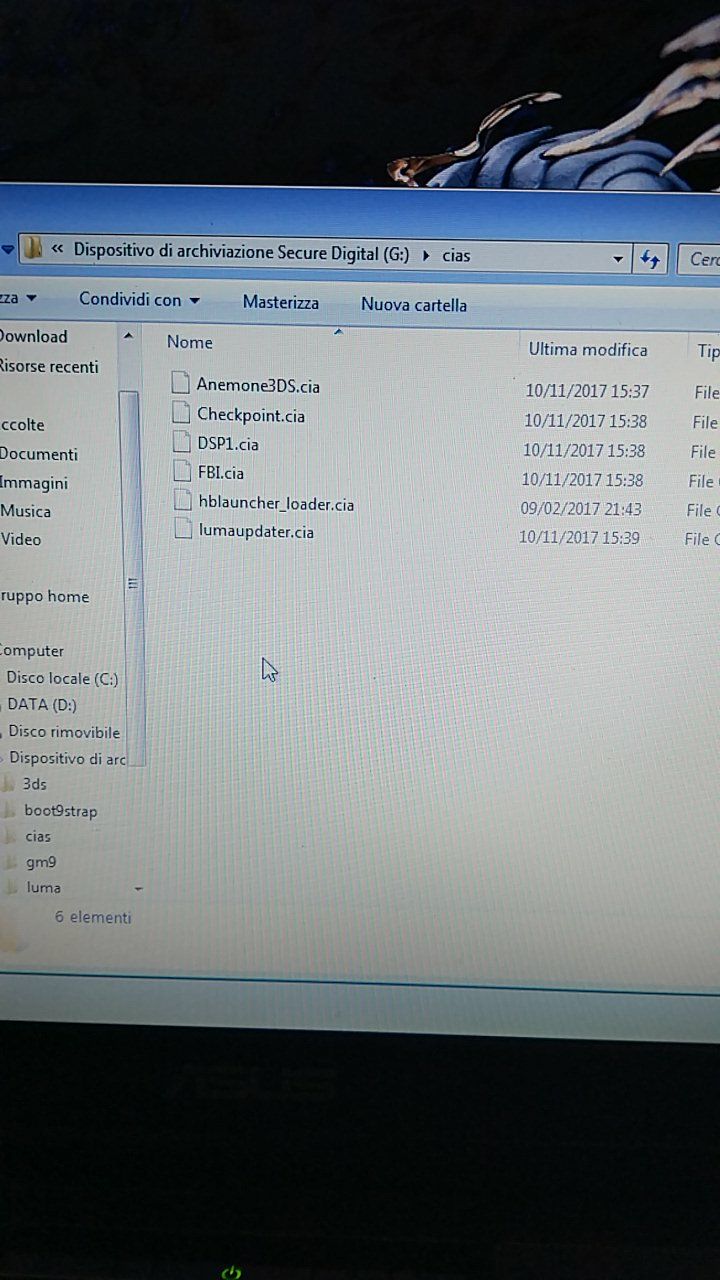 « Dispositivo di archiviazione Secure Digital (G:) cias
Cerc
zza Condividi con Masterizza Nuova cartella
Download
Risorse recenti
ccolte
Documenti
Immagini
Musica
Video
ruppo home
Computer
Disco locale (C:)
DATA (D:)
Disco rimovibile
Dispositivo di arc
3ds
boot9strap
cias
gm9
luma
Nome Ultima modifica Tip
Anemone3DS.cia 10/11/2017 15:37 File
Checkpoint.cia 10/11/2017 15:38 File
DSP1.cia 10/11/2017 15:38 File
FBI.cia 10/11/2017 15:38 File C
hblauncher_loader.cia 09/02/2017 21:43 File C
lumaupdater.cia 10/11/2017 15:39 File C
6 elementi
ASUS